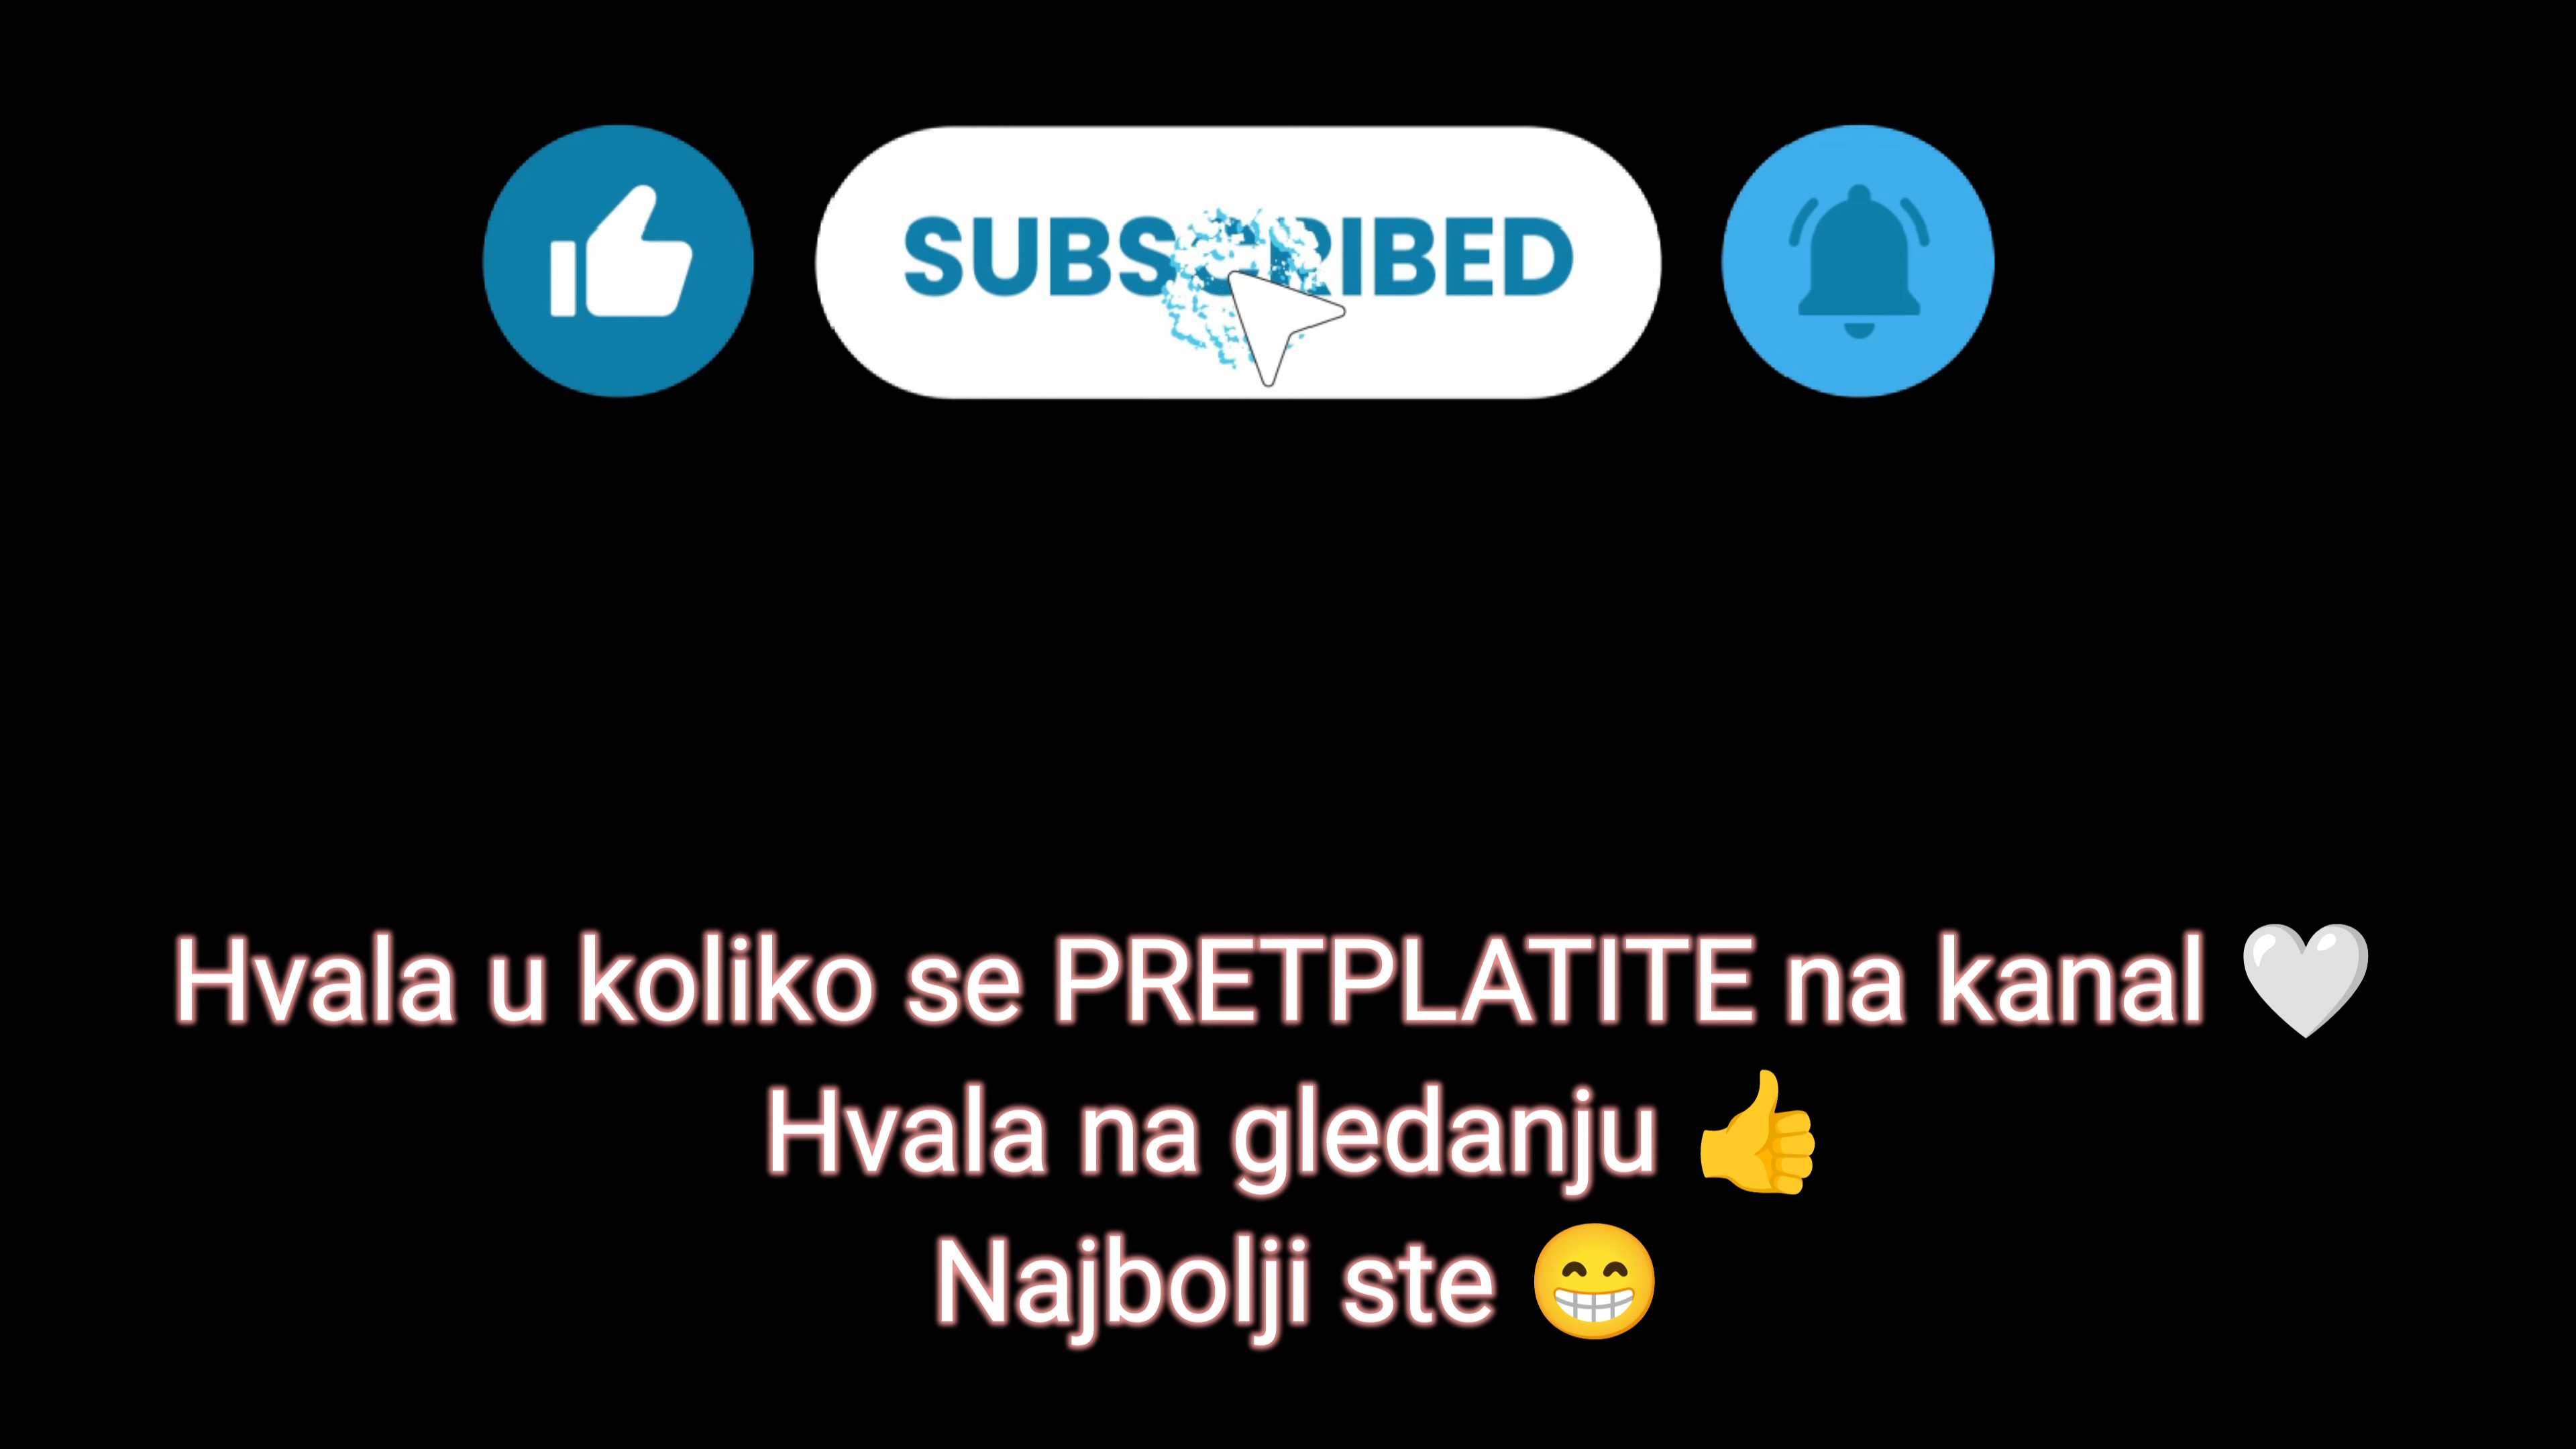 SUBSCRIBED
Hvala u koliko se PRETPLATITE na kanal 🤍
Hvala na gledanju 👍
Najbolji ste 😁